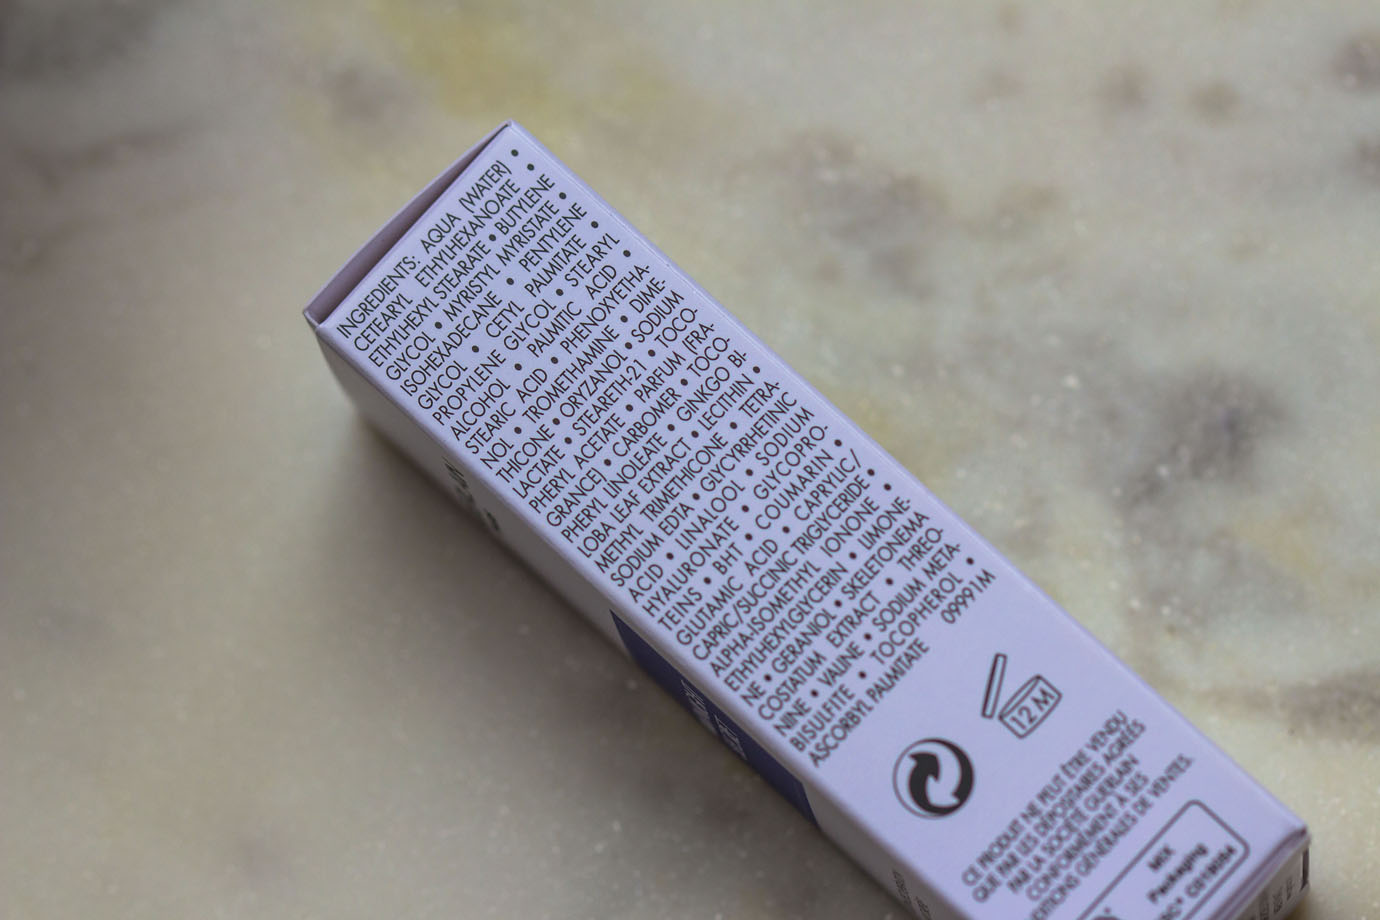 INGREDIENTS: AQUA (WATER) •
CETEARYL ETHYLHEXANOATE •
ETHYLHEXYL STEARATE • BUTYLENE
GLYCOL • MYRISTYL MYRISTATE •
ISOHEXADECANE • PENTYLENE
GLYCOL • CETYL PALMITATE •
PROPYLENE GLYCOL • STEARYL
ALCOHOL • PALMITIC ACID •
STEARIC ACID • PHENOXYETHA-
NOL • TROMETHAMINE • DIME-
THICONE • ORYZANOL • SODIUM
LACTATE • STEARETH-21 • TOCO-
PHERYL ACETATE • PARFUM (FRA-
GRANCE) • CARBOMER • TOCO-
PHERYL LINOLEATE • GINKGO BI-
LOBA LEAF EXTRACT • LECITHIN •
METHYL TRIMETHICONE • TETRA-
SODIUM EDTA • GLYCYRRHETINIC
ACID • LINALOOL • SODIUM
HYALURONATE • GLYCOPRO-
TEINS • BHT • COUMARIN •
GLUTAMIC ACID • CAPRYLIC/
CAPRIC/SUCCINIC TRIGLYCERIDE •
ALPHA-ISOMETHYL IONONE •
ETHYLHEXYLGLYCERIN • LIMONE-
NE • GERANIOL • SKELETONEMA
COSTATUM EXTRACT • THREO-
NINE • VALINE • SODIUM META-
BISULFITE • TOCOPHEROL •
ASCORBYL PALMITATE 09991M
12 M
CE PRODUIT NE PEUT ÊTRE VENDU
QUE PAR LES DÉPOSITAIRES AGRÉÉS
PAR LA SOCIÉTÉ GUERLAIN
CONFORMÉMENT À SES
DITIONS GÉNÉRALES DE VENTES.
MIX
Packaging